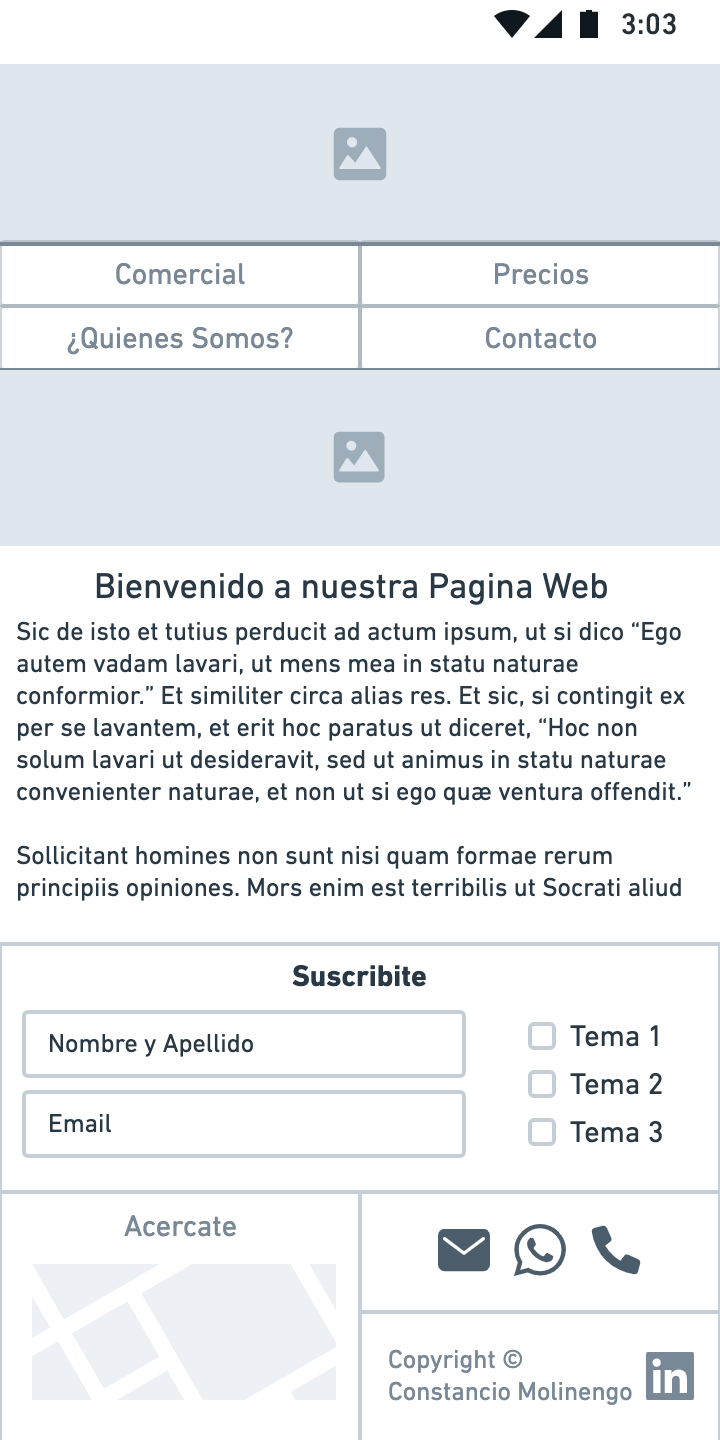 3:03
Comercial
Precios
¿Quienes Somos?
Contacto
Bienvenido a nuestra Pagina Web
Sic de isto et tutius perducit ad actum ipsum, ut si dico “Ego
autem vadam lavari, ut mens mea in statu naturae
conformior.” Et similiter circa alias res. Et sic, si contingit ex
per se lavantem, et erit hoc paratus ut diceret, “Hoc non
solum lavari ut desideravit, sed ut animus in statu naturae
convenienter naturae, et non ut si ego quæ ventura offendit.”
Sollicitant homines non sunt nisi quam formae rerum
principiis opiniones. Mors enim est terribilis ut Socrati aliud
Suscribite
Nombre y Apellido
Email
Tema 1
Tema 2
Tema 3
Acercate
Copyright ©
Constancio Molinengo
in